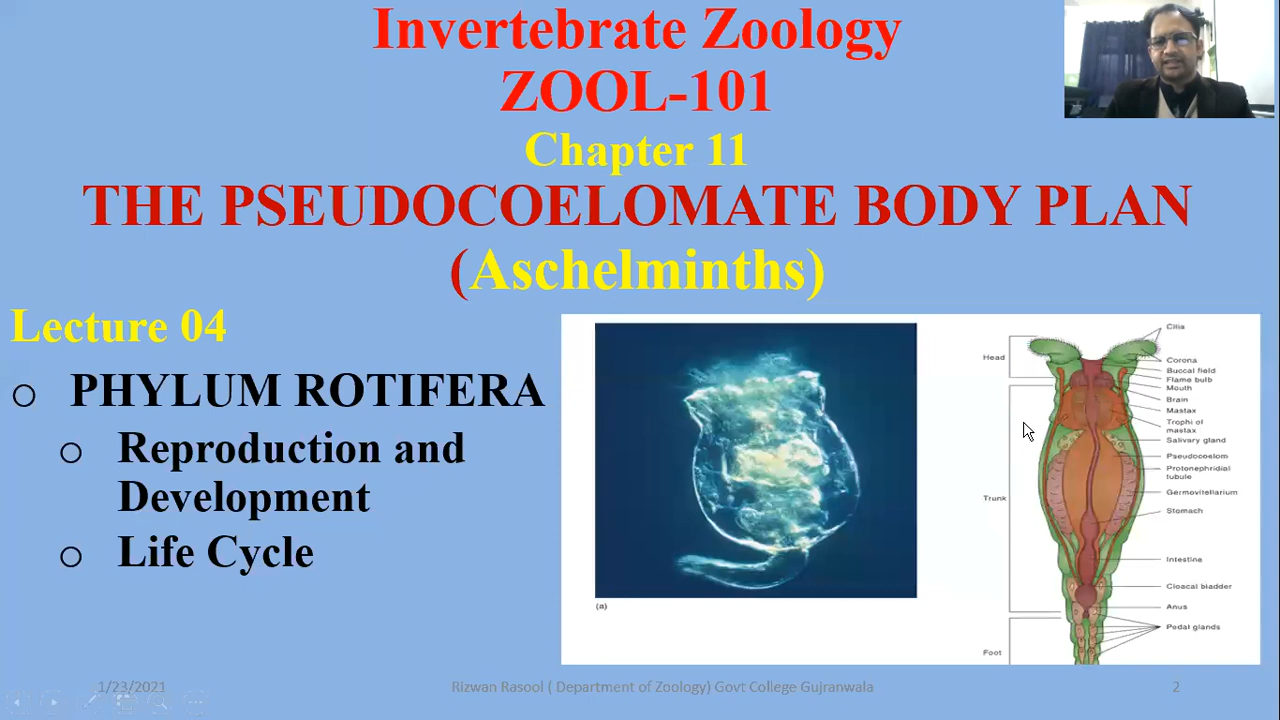 Invertebrate Zoology
ZOOL-101
Chapter 11
THE PSEUDOCOELOMATE BODY PLAN
(Aschelminths)
Lecture 04
PHYLUM ROTIFERA
Reproduction and
Development
Life Cycle
(a)
Head
Trunk
Foot
Cilia
Corona
Buccal field
Flame bulb
Mouth
Brain
Mastax
Trophi of
mastax
Salivary gland
Pseudocoelom
Protonephridial
tubule
Germovitellarium
Stomach
Intestine
Cloacal bladder
Anus
Pedal glands
1/23/2021
Rizwan Rasool ( Department of Zoology) Govt College Gujranwala
2